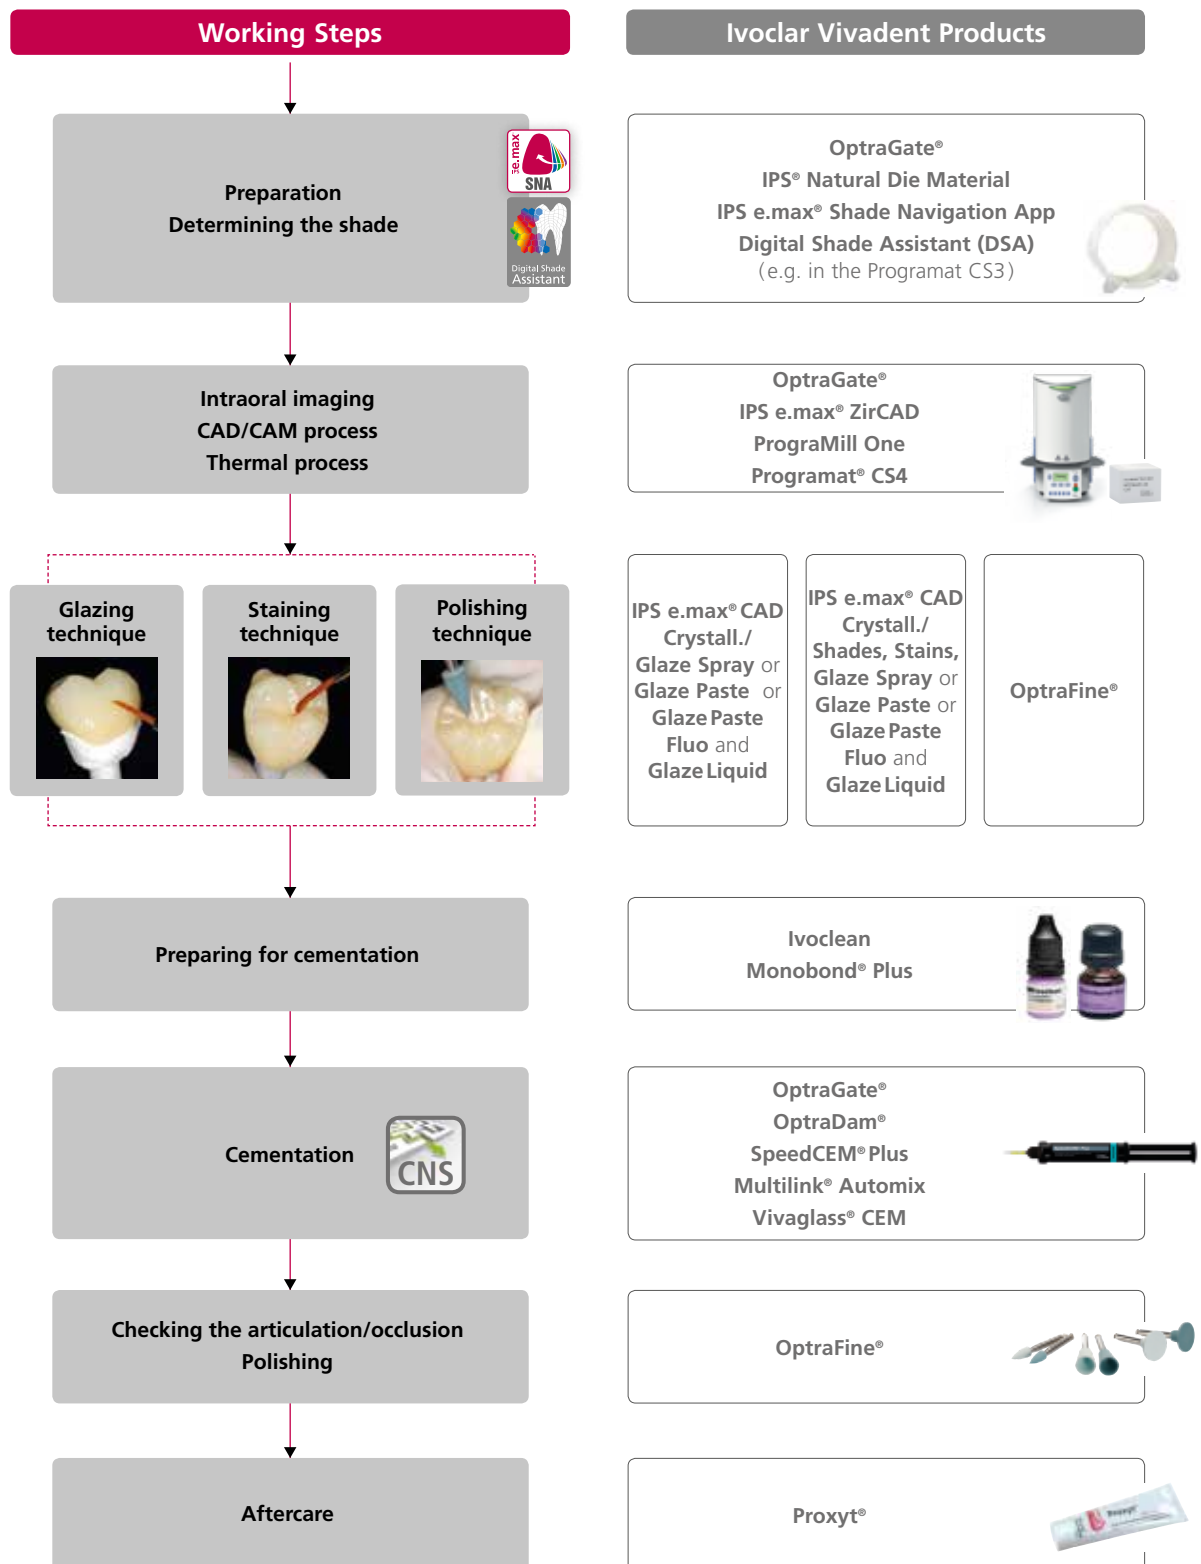 Working Steps
Ivoclar Vivadent Products
Preparation
Determining the shade
e.max
SNA
Digital Shade
Assistant
OptraGate®
IPS® Natural Die Material
IPS e.max® Shade Navigation App
Digital Shade Assistant (DSA)
(e.g. in the Programat CS3)
Intraoral imaging
CAD/CAM process
Thermal process
OptraGate®
IPS e.max® ZirCAD
PrograMill One
Programat® CS4
Glazing
technique
Staining
technique
Polishing
technique
IPS e.max® CAD
Crystall./
Glaze Spray or
Glaze Paste or
Glaze Paste
Fluo and
Glaze Liquid
IPS e.max® CAD
Crystall./
Shades, Stains,
Glaze Spray or
Glaze Paste or
Glaze Paste
Fluo and
Glaze Liquid
OptraFine®
Preparing for cementation
Ivoclean
Monobond® Plus
Cementation
CNS
OptraGate®
OptraDam®
SpeedCEM® Plus
Multilink® Automix
Vivaglass® CEM
Checking the articulation/occlusion
Polishing
OptraFine®
Aftercare
Proxyt®
Proxyt